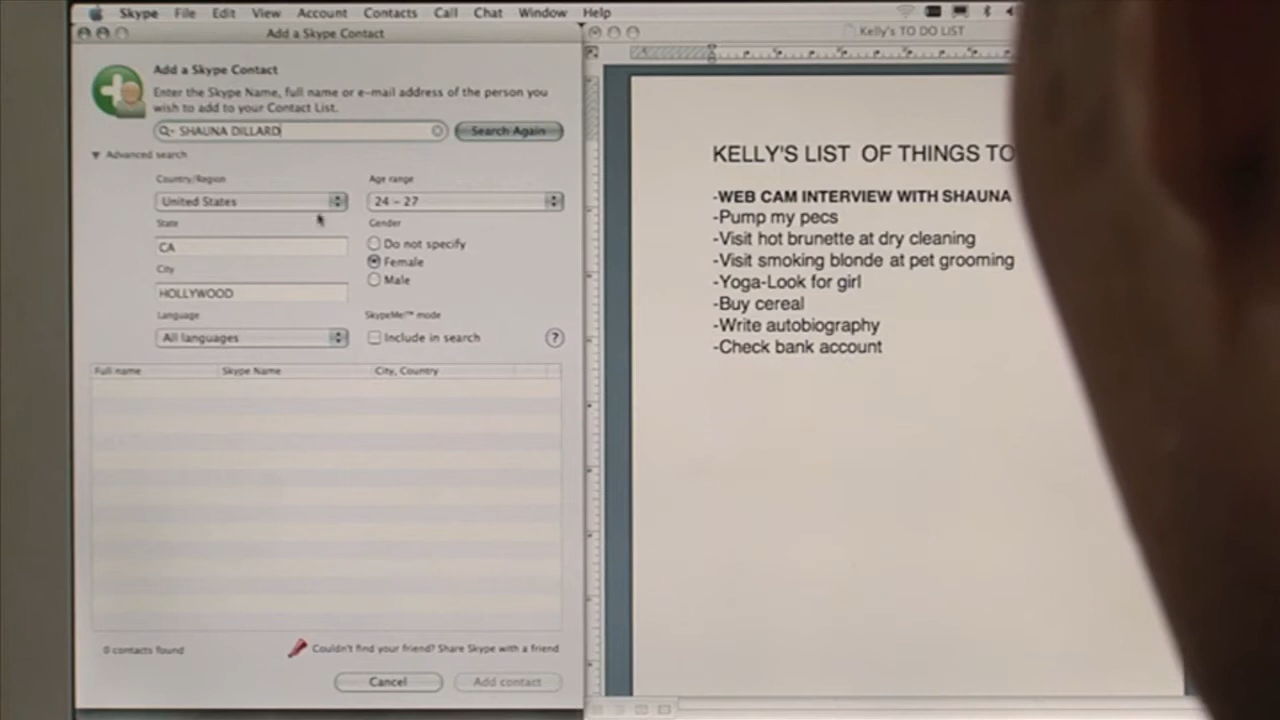 Skype File Edit View Account Contacts Call Chat Window Help
Add a Skype Contact
Kelly's TO DO LIST
Add a Skype Contact
Enter the Skype Name, full name or e-mail address of the person you
wish to add to your Contact List.
SHAUNA DILLARD
Search Again
Advanced search
Country/Region
Age range
United States
24 – 27
State
Gender
CA
Do not specify
City
Female
Male
HOLLYWOOD
Language
SkypeMe!™ mode
All languages
Include in search
?
Full name Skype Name City, Country
0 contacts found
Couldn't find your friend? Share Skype with a friend
Cancel
Add contact
KELLY'S LIST OF THINGS TO
-WEB CAM INTERVIEW WITH SHAUNA
-Pump my pecs
-Visit hot brunette at dry cleaning
-Visit smoking blonde at pet grooming
-Yoga-Look for girl
-Buy cereal
-Write autobiography
-Check bank account